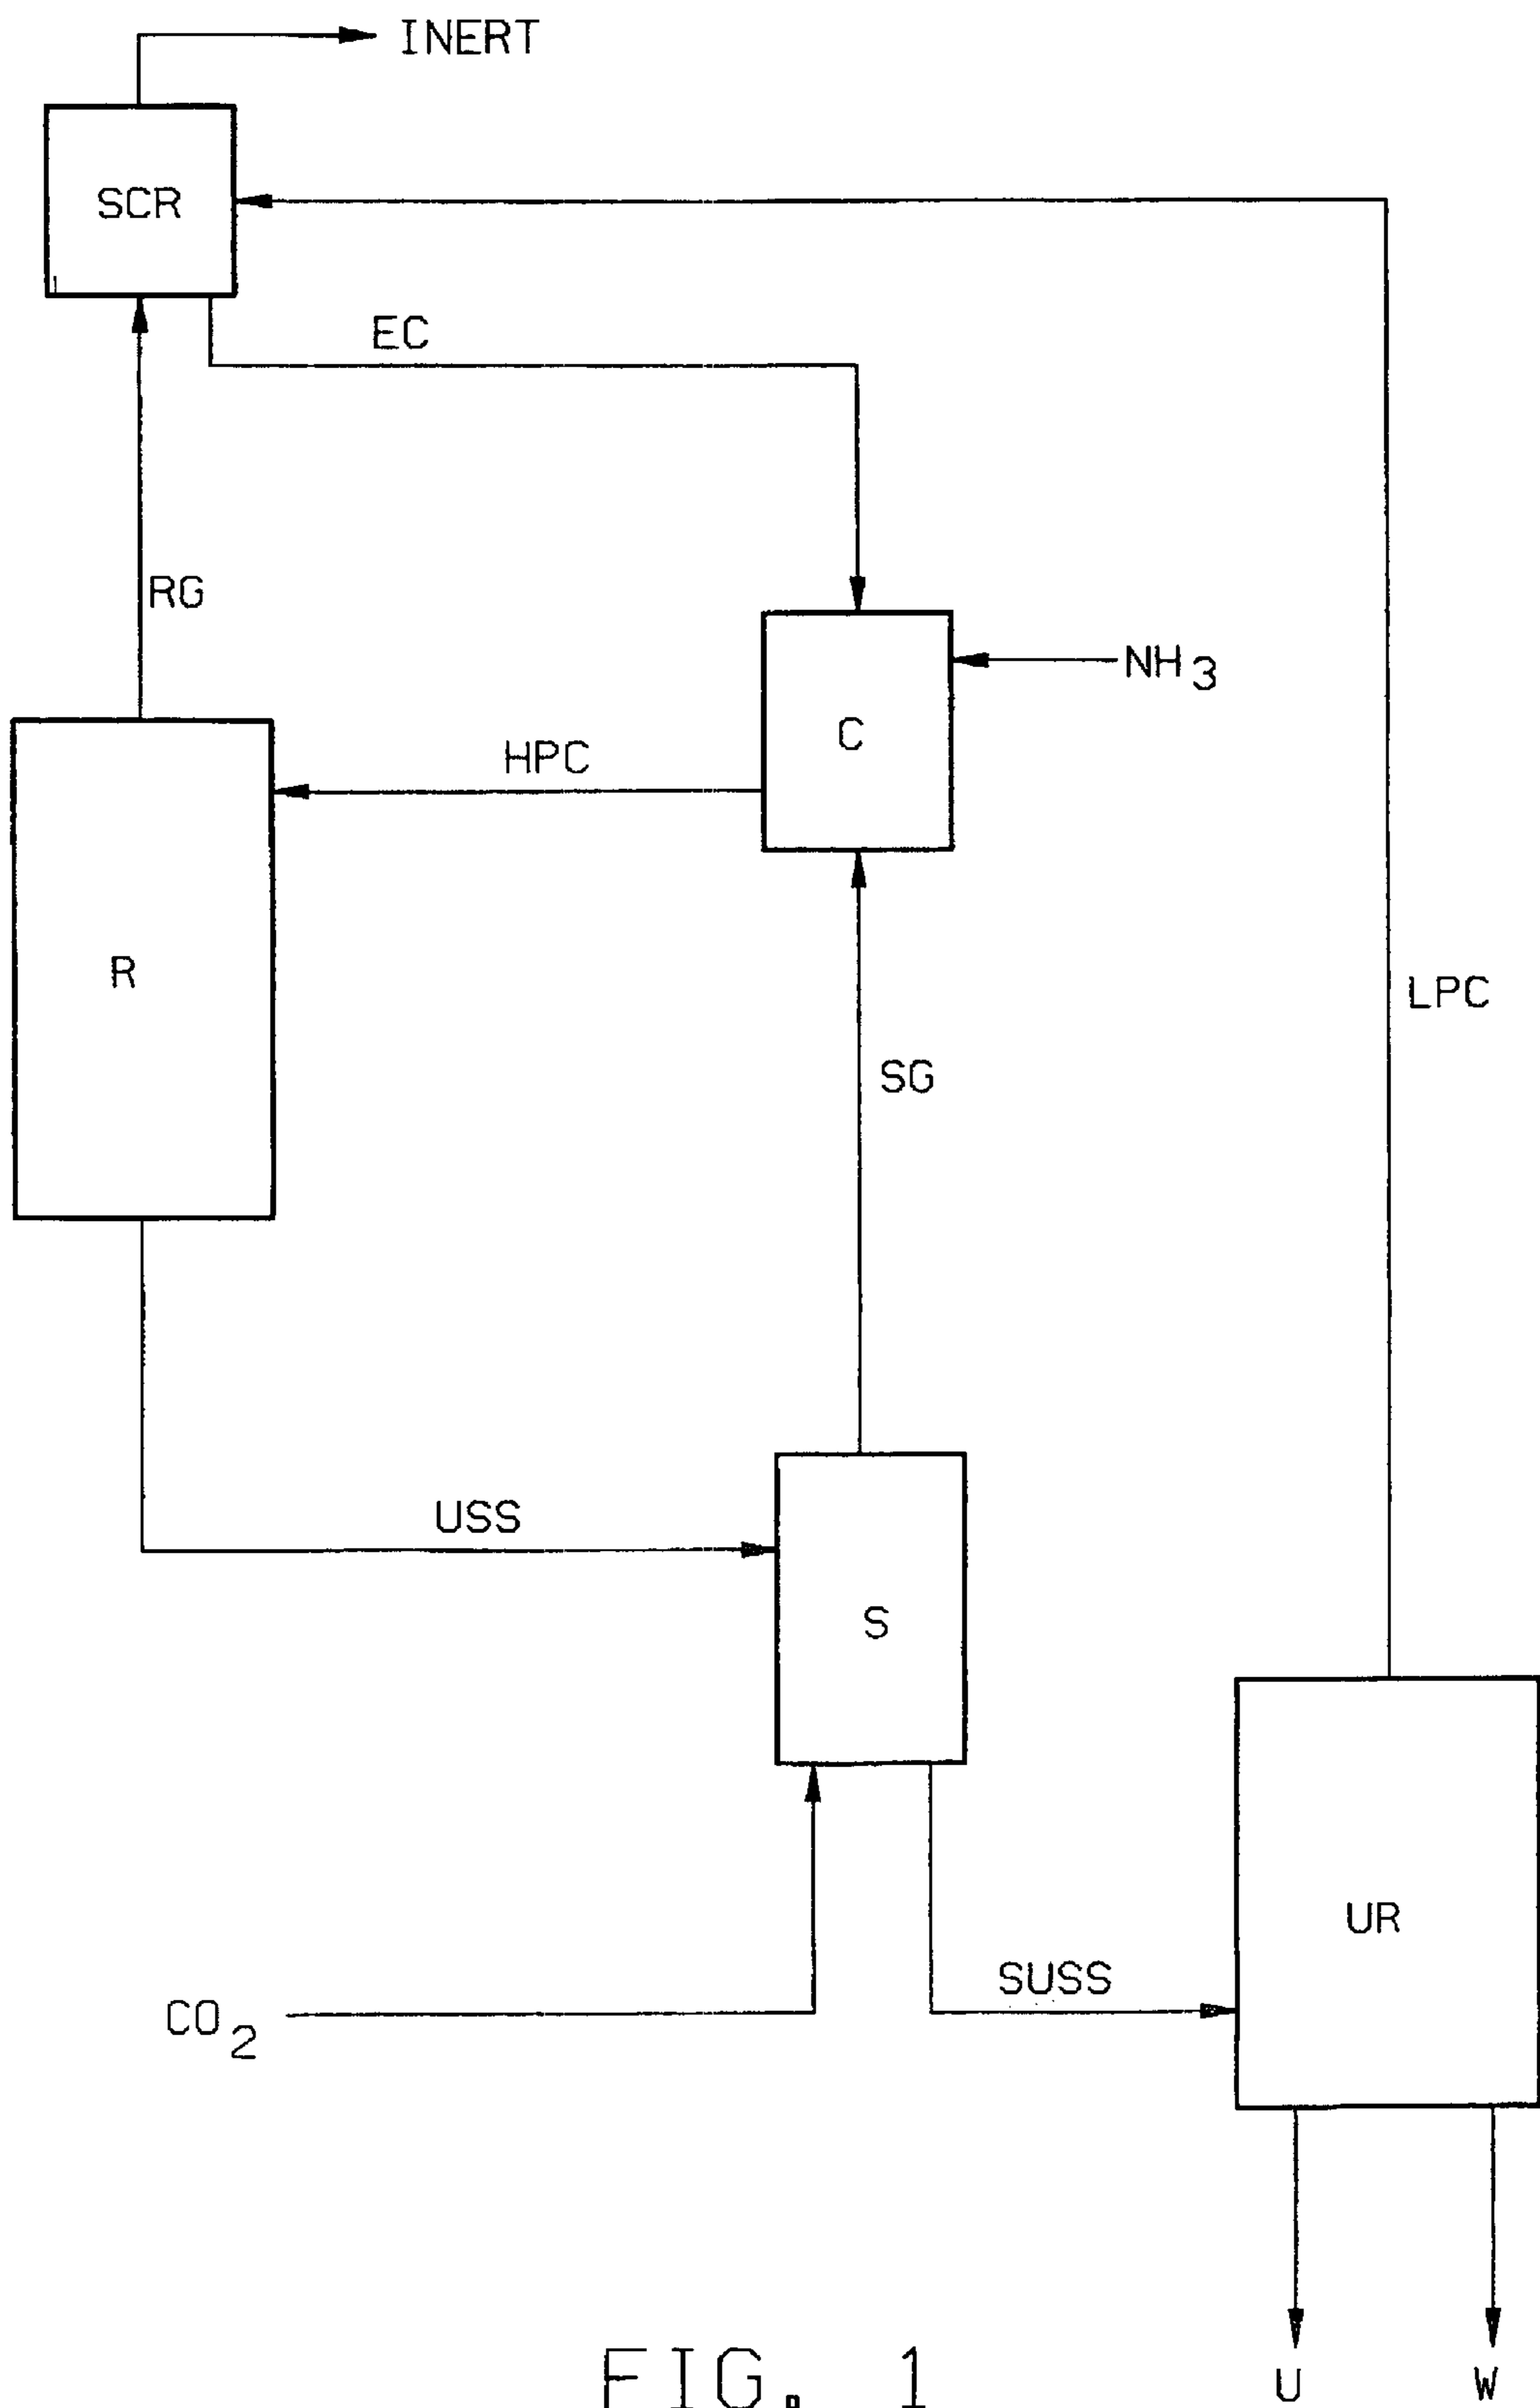 INERT
SCR
EC
RG
NH3
C
HPC
R
LPC
SG
USS
S
UR
SUSS
CO2
FIG. 1
U
W